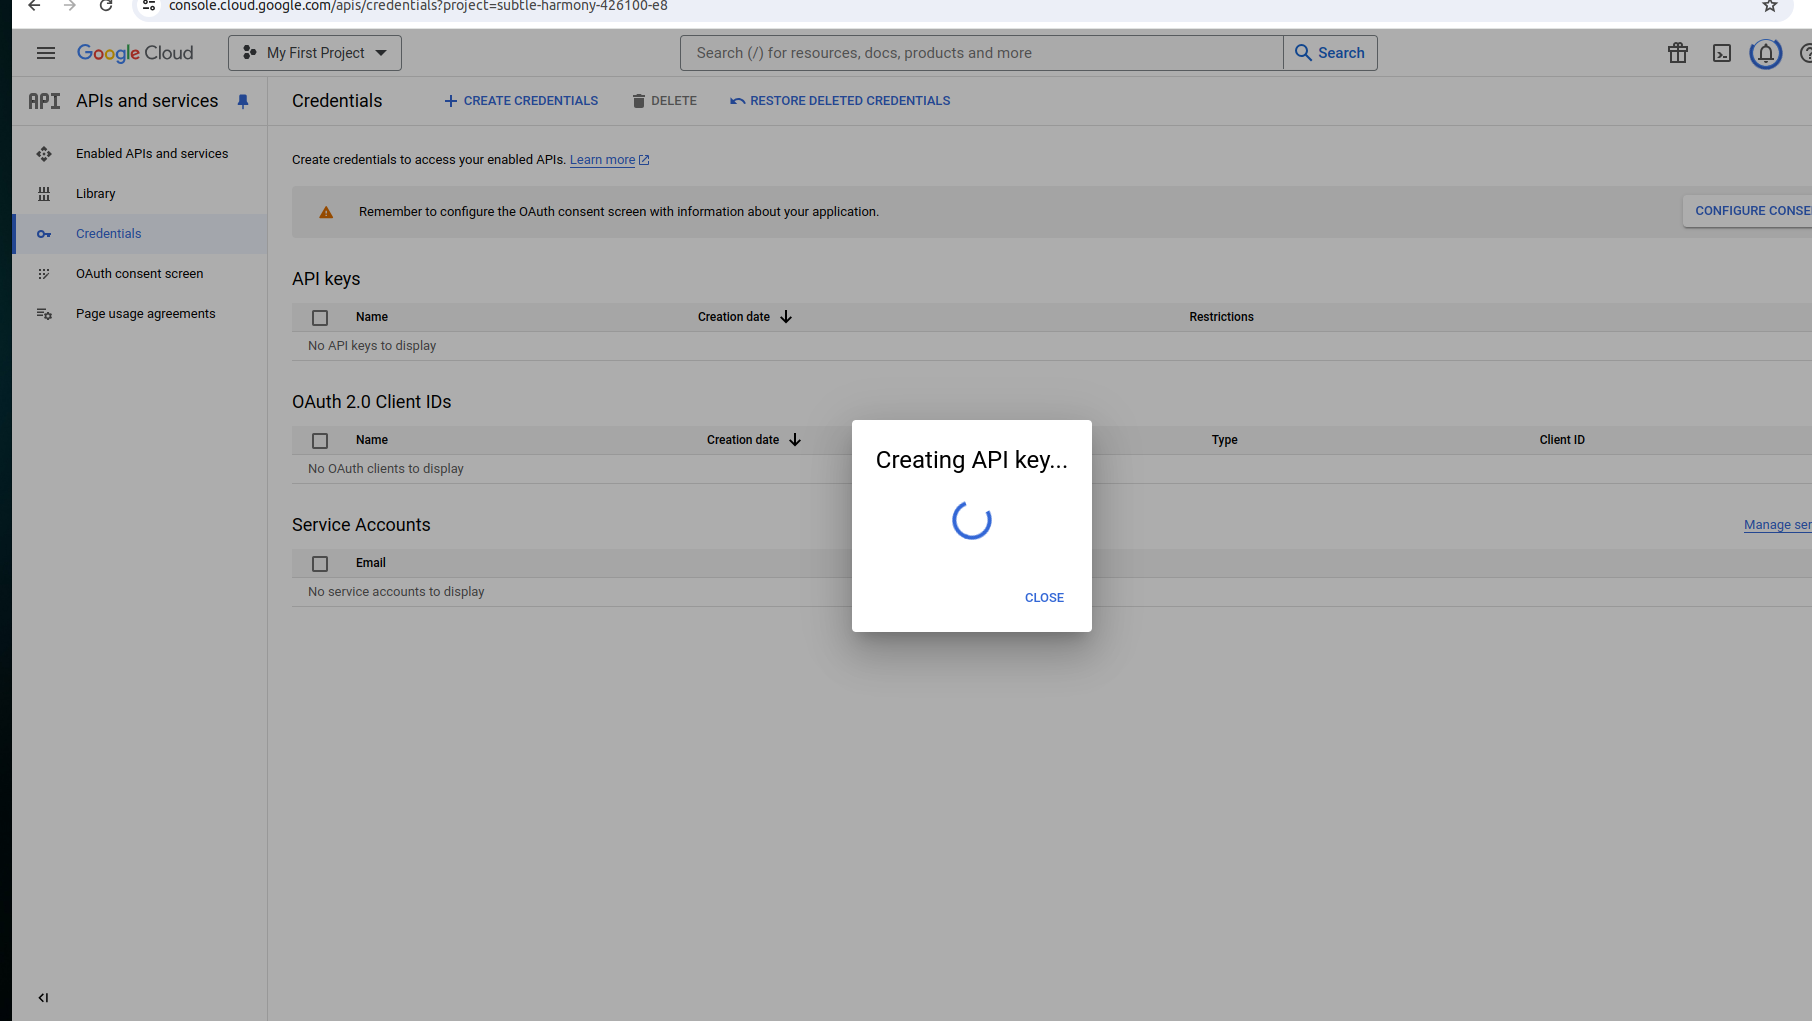 console.cloud.google.com/apis/credentials?project=subtle-harmony-426100-e8
Google Cloud
My First Project
Search (/) for resources, docs, products and more
Search
API
APIs and services
Credentials
CREATE CREDENTIALS
DELETE
RESTORE DELETED CREDENTIALS
Enabled APIs and services
Library
Credentials
OAuth consent screen
Page usage agreements
Create credentials to access your enabled APIs. Learn more
Remember to configure the OAuth consent screen with information about your application.
CONFIGURE CONSE
API keys
Name Creation date Restrictions
No API keys to display
OAuth 2.0 Client IDs
Name Creation date Type Client ID
No OAuth clients to display
Service Accounts
Manage ser
Email
No service accounts to display
Creating API key...
CLOSE